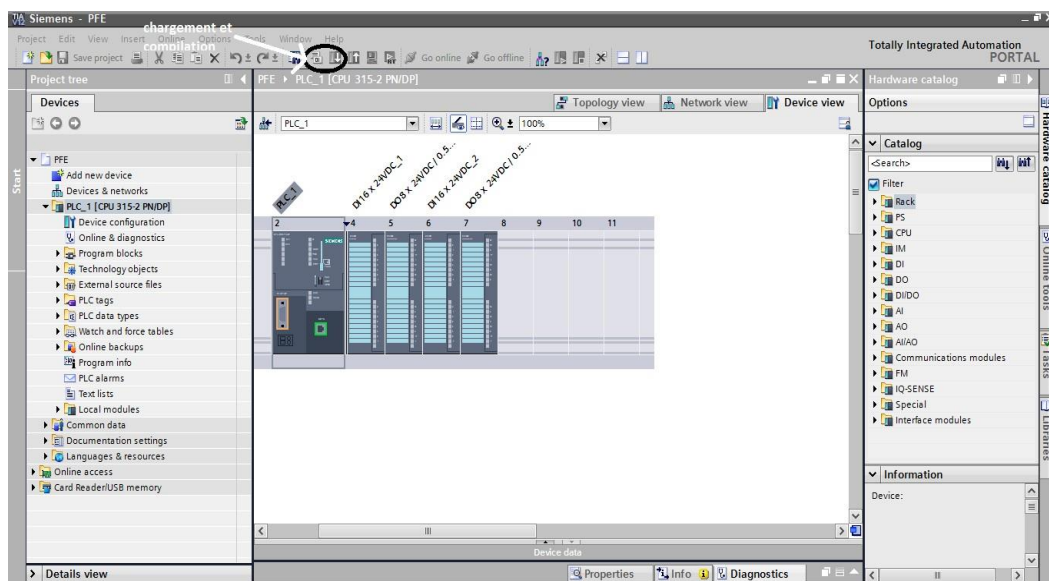 Siemens - PFE
chargement et
compilation
Project Edit View Insert Online Options Tools Window Help
Totally Integrated Automation
PORTAL
Save project
Go online
Go offline
Project tree
PFE
PLC_1 [CPU 315-2 PN/DP]
Hardware catalog
Devices
Topology view
Network view
Device view
Options
PLC_1
100%
Catalog
<Search>
Filter
Rack
PS
CPU
IM
DI
DO
DI/DO
AI
AO
AI/AO
Communications modules
FM
IQ-SENSE
Special
Interface modules
PFE
Add new device
Devices & networks
PLC_1 [CPU 315-2 PN/DP]
Device configuration
Online & diagnostics
Program blocks
Technology objects
External source files
PLC tags
PLC data types
Watch and force tables
Online backups
Program info
PLC alarms
Text lists
Local modules
Common data
Documentation settings
Languages & resources
Online access
Card Reader/USB memory
PLC_1
DI16 x 24VDC_1
DO8 x 24VDC / 0.5...
DI16 x 24VDC_2
DO8 x 24VDC / 0.5...
2 4 5 6 7 8 9 10 11
SIEMENS
Start
Hardware catalog
Online tools
Tasks
Libraries
Information
Device:
Device data
Details view
Properties
Info
Diagnostics